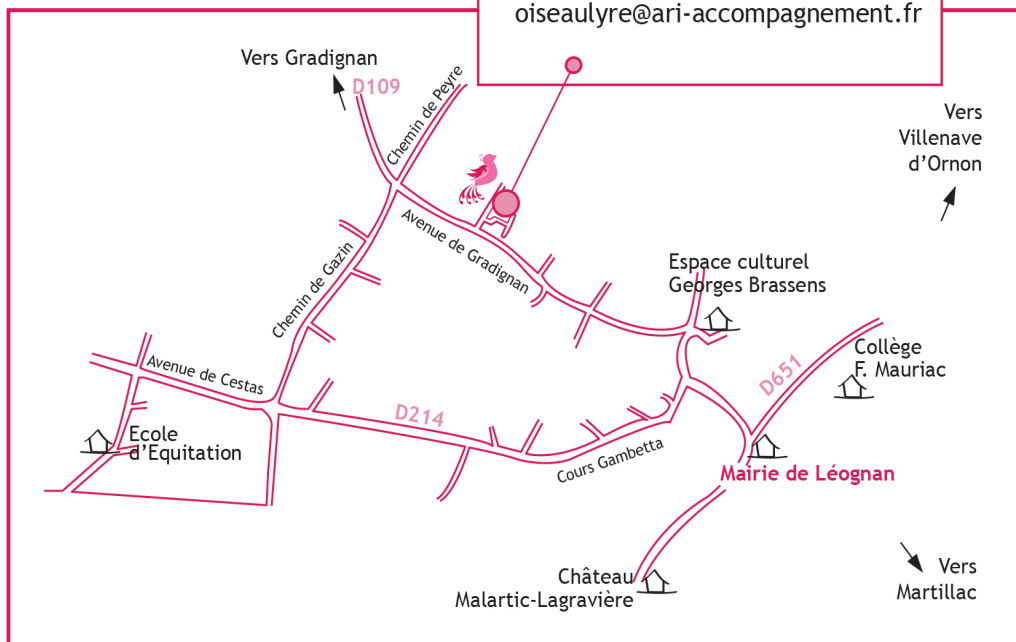 oiseaulyre@ari-accompagnement.fr
Vers Gradignan
D109
Chemin de Peyre
Vers
Villenave
d'Ornon
Avenue de Gradignan
Chemin de Gazin
Espace culturel
Georges Brassens
Collège
F. Mauriac
D651
Avenue de Cestas
D214
Ecole
d'Equitation
Cours Gambetta
Mairie de Léognan
Château
Malartic-Lagravière
Vers
Martillac